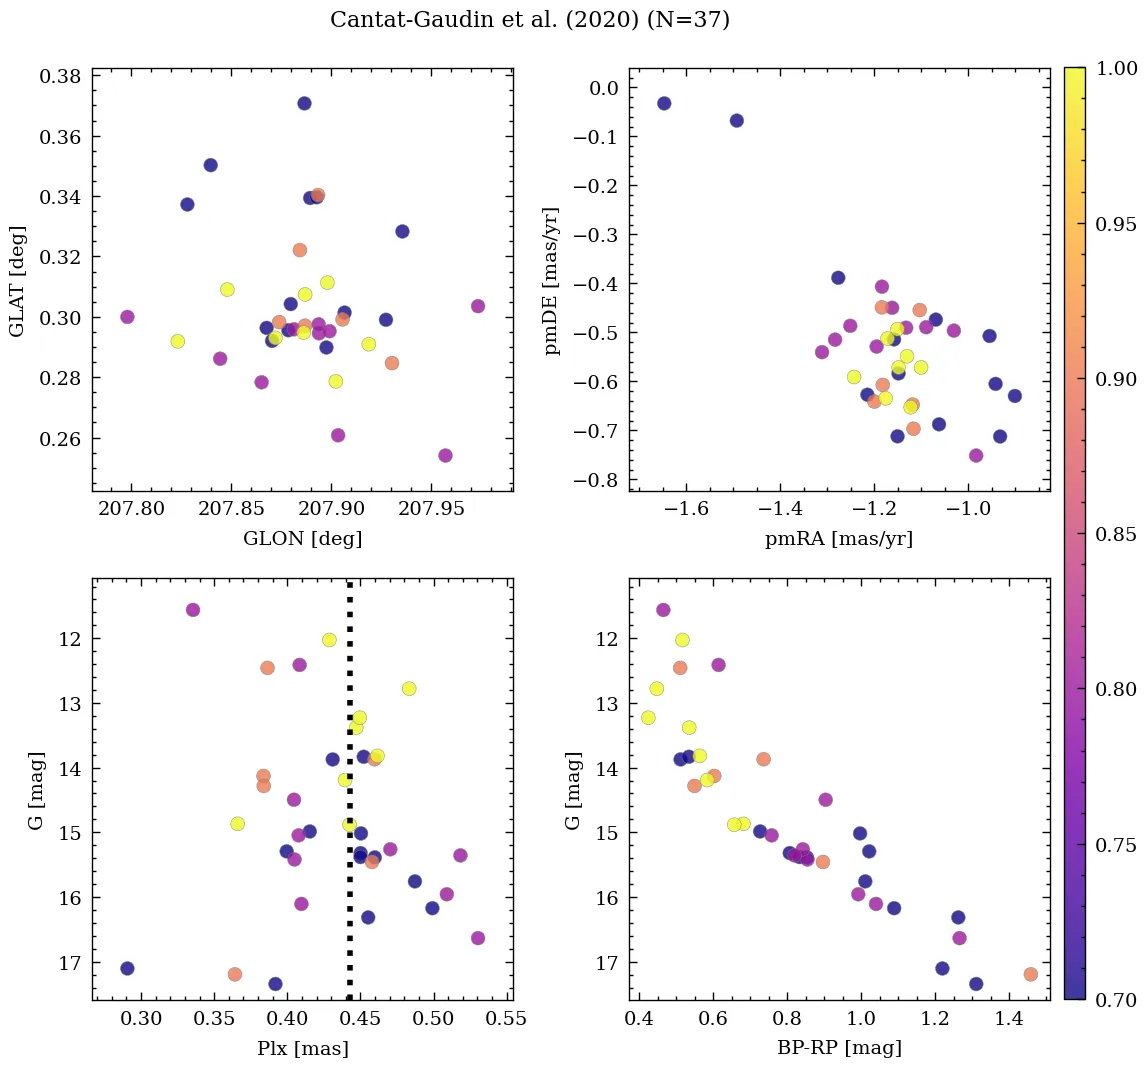 Cantat-Gaudin et al. (2020) (N=37)
0.38
0.36
0.34
0.32
0.30
0.28
0.26
GLAT [deg]
207.80 207.85 207.90 207.95
GLON [deg]
0.0
−0.1
−0.2
−0.3
−0.4
−0.5
−0.6
−0.7
−0.8
pmDE [mas/yr]
−1.6 −1.4 −1.2 −1.0
pmRA [mas/yr]
12
13
14
15
16
17
G [mag]
0.30 0.35 0.40 0.45 0.50 0.55
Plx [mas]
12
13
14
15
16
17
G [mag]
0.4 0.6 0.8 1.0 1.2 1.4
BP-RP [mag]
1.00
0.95
0.90
0.85
0.80
0.75
0.70